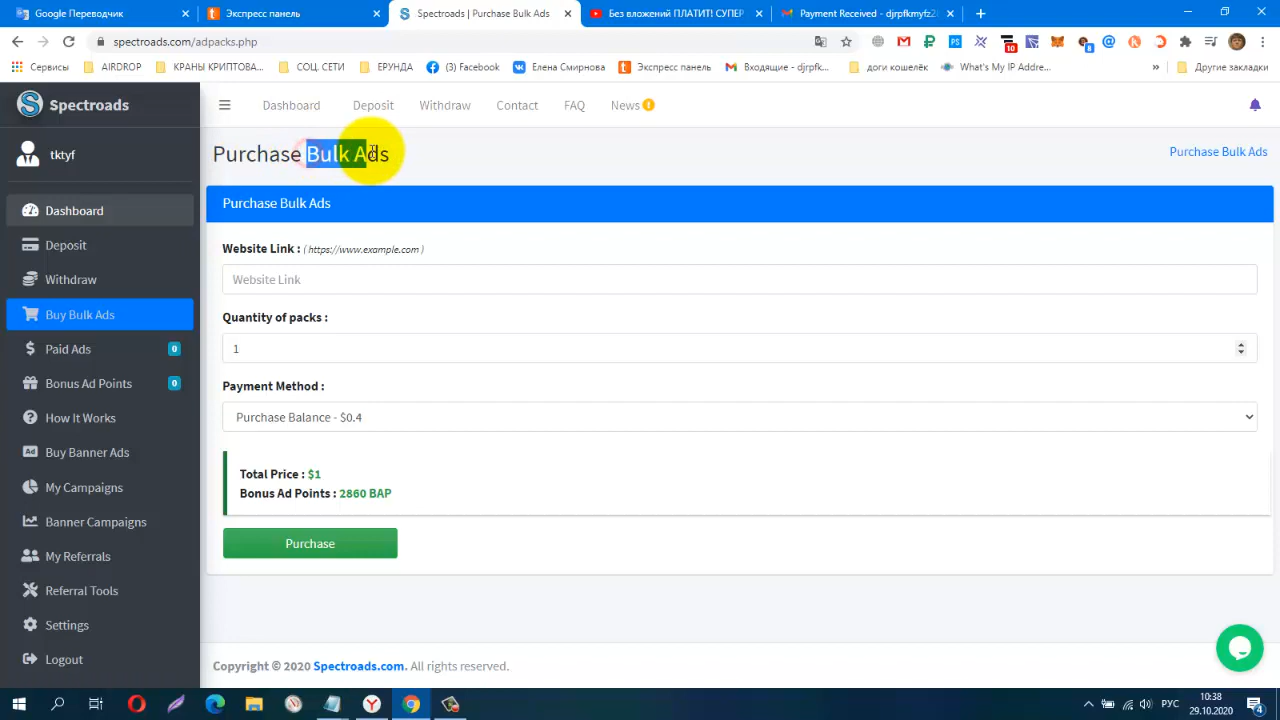 Google Переводчик
Экспресс панель
Spectroads | Purchase Bulk Ads
Без вложений ПЛАТИТ! СУПЕР
Payment Received - djrpfkmyfz2
spectroads.com/adpacks.php
10
8
Сервисы
AIRDROP
КРАНЫ КРИПТОВА...
СОЦ. СЕТИ
ЕРУНДА
(3) Facebook
Елена Смирнова
Экспресс панель
Входящие - djrpfk...
доги кошелёк
What's My IP Addre...
»
Другие закладки
Spectroads
Dashboard
Deposit
Withdraw
Contact
FAQ
News
tktyf
Purchase Bulk Ads
Purchase Bulk Ads
Dashboard
Deposit
Withdraw
Buy Bulk Ads
Paid Ads 0
Bonus Ad Points 0
How It Works
Buy Banner Ads
My Campaigns
Banner Campaigns
My Referrals
Referral Tools
Settings
Logout
Purchase Bulk Ads
Website Link : ( https://www.example.com )
Website Link
Quantity of packs :
1
Payment Method :
Purchase Balance - $0.4
Total Price : $1
Bonus Ad Points : 2860 BAP
Purchase
Copyright © 2020 Spectroads.com. All rights reserved.
РУС
10:38
29.10.2020
4